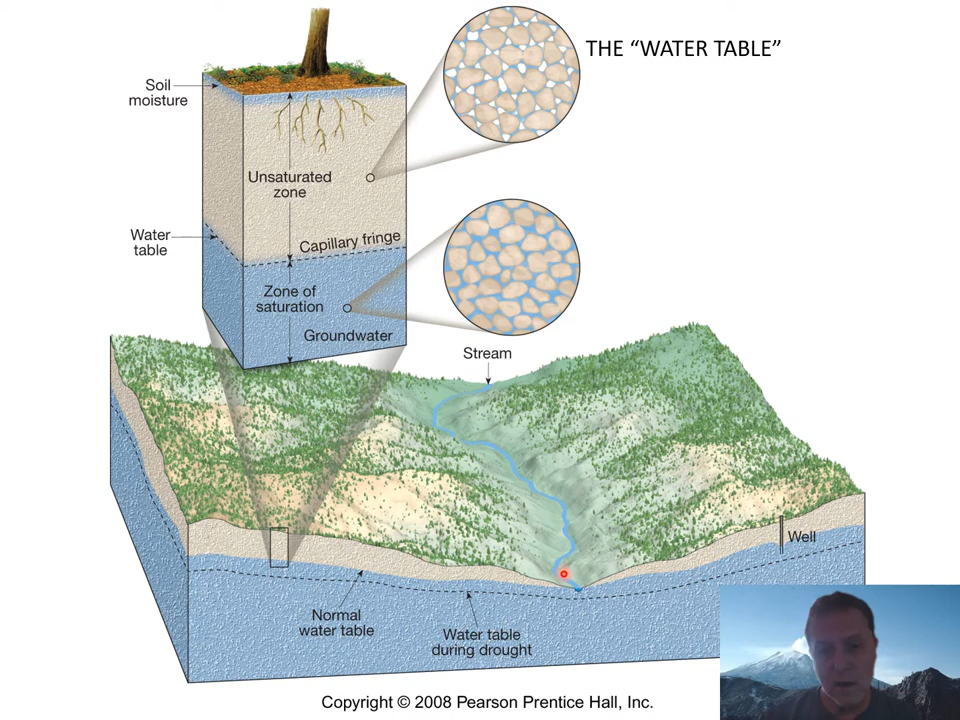 THE “WATER TABLE”
Soil
moisture
Unsaturated
zone
Water
table
Capillary fringe
Zone of
saturation
Groundwater
Stream
Well
Normal
water table
Water table
during drought
Copyright © 2008 Pearson Prentice Hall, Inc.